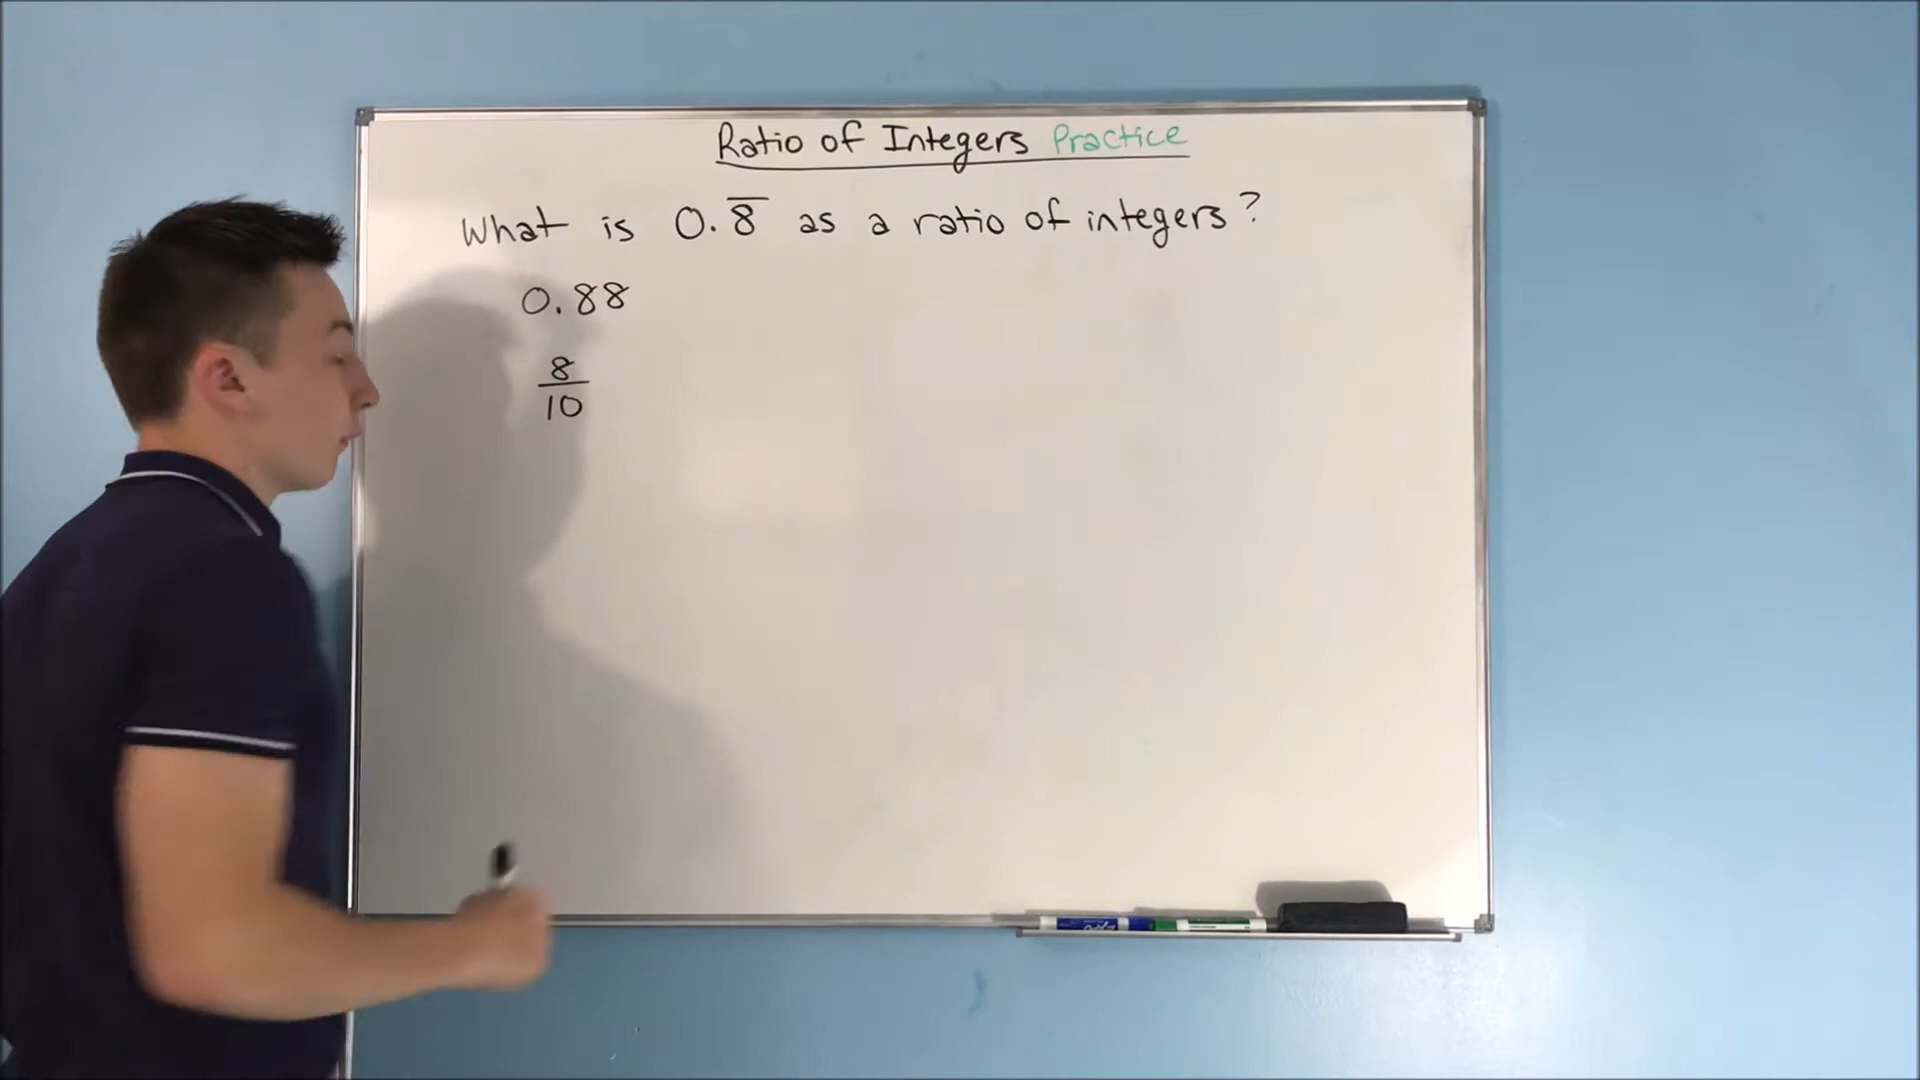 Ratio of Integers Practice
What is 0.8̅ as a ratio of integers?
0.88
8
10